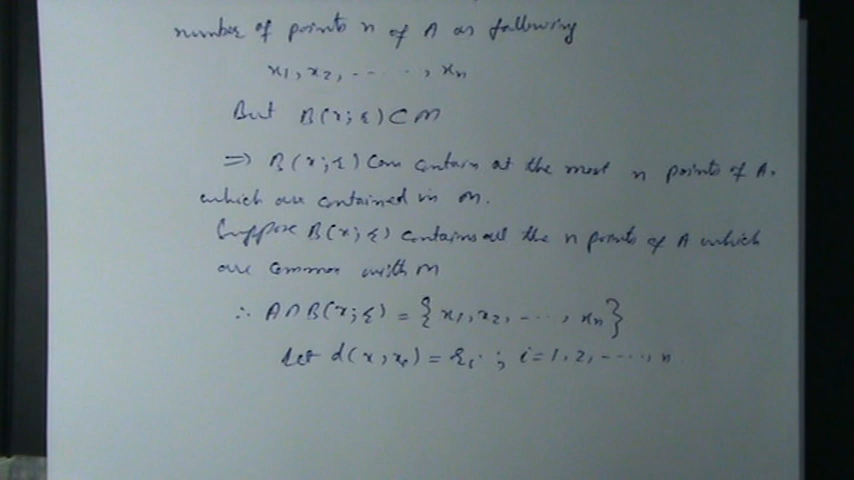 number of points n of A as following
x1, x2, -- - - -, xn
But B(x; ε) ⊂ M
⇒ B(x; ε) Can contain at the most n points of A,
which are contained in M.
Suppose B(x; ε) contains all the n points of A which
are common with M
∴ A∩B(x; ε) = {x1, x2, -- - -, xn}
Let d(x, xi) = εi ; i = 1, 2, -----, n